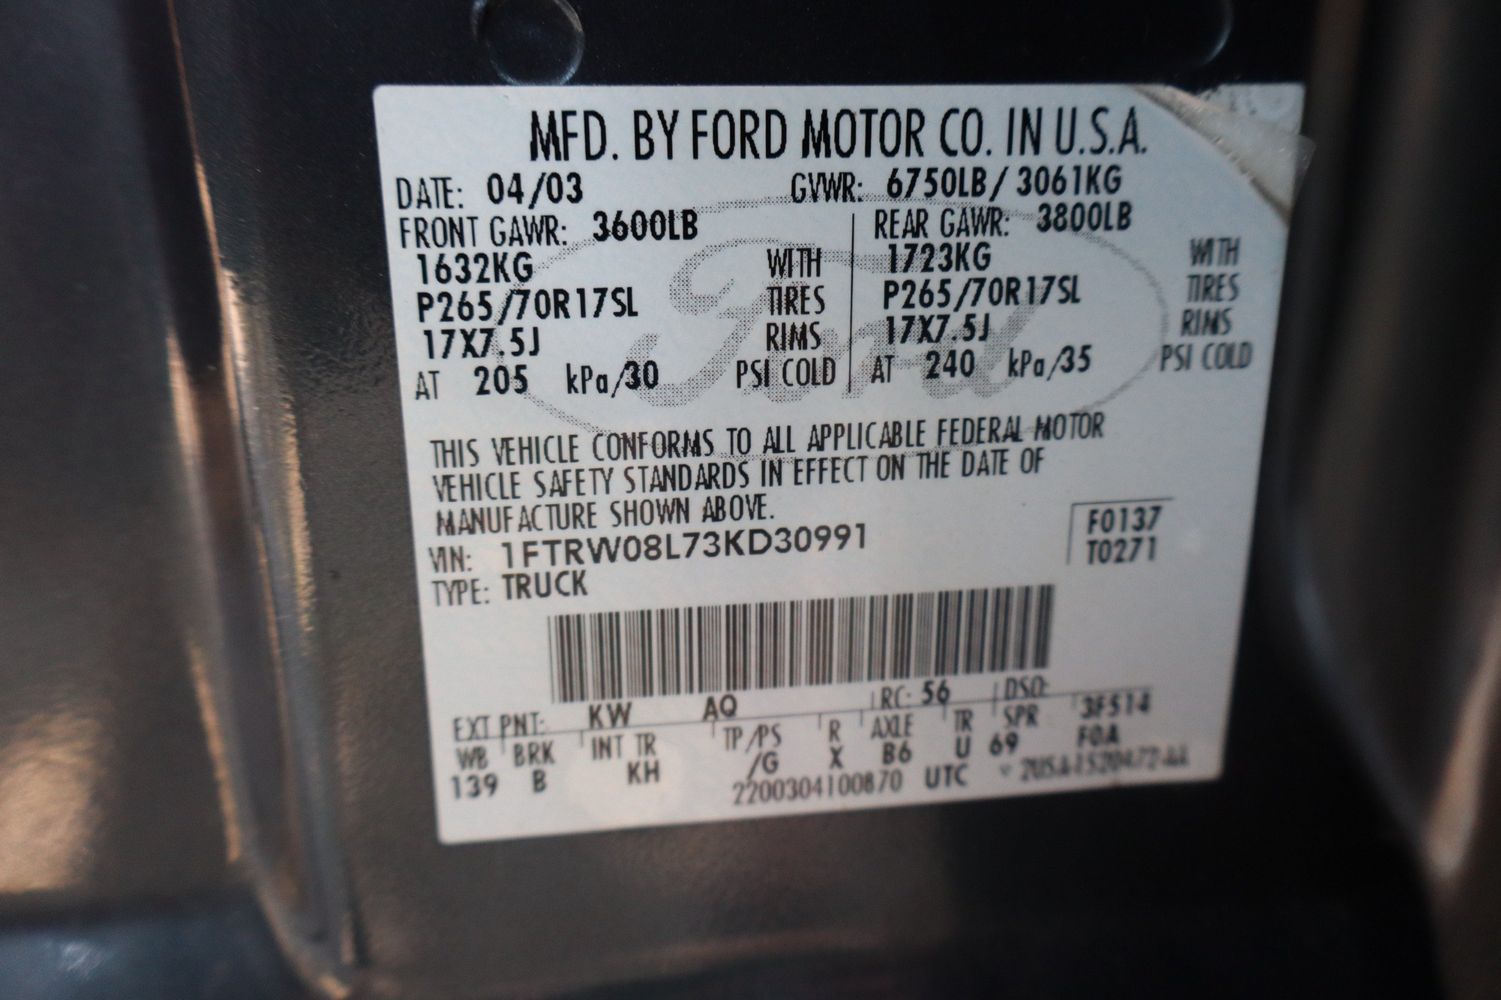 MFD. BY FORD MOTOR CO. IN U.S.A.
DATE: 04/03 GVWR: 6750LB/ 3061KG
FRONT GAWR: 3600LB REAR GAWR: 3800LB
1632KG WITH 1723KG WITH
P265/70R17SL TIRES P265/70R17SL TIRES
17X7.5J RIMS 17X7.5J RIMS
AT 205 kPa/30 PSI COLD AT 240 kPa/35 PSI COLD
Ford
THIS VEHICLE CONFORMS TO ALL APPLICABLE FEDERAL MOTOR
VEHICLE SAFETY STANDARDS IN EFFECT ON THE DATE OF
MANUFACTURE SHOWN ABOVE.
VIN: 1FTRW08L73KD30991
TYPE: TRUCK
F0137
T0271
EXT PNT: KW AQ RC: 56 DSO:
WB BRK INT TR TP/PS R AXLE TR SPR 3F514
139 B KH /G X B6 U 69 F0A
2200304100870 UTC